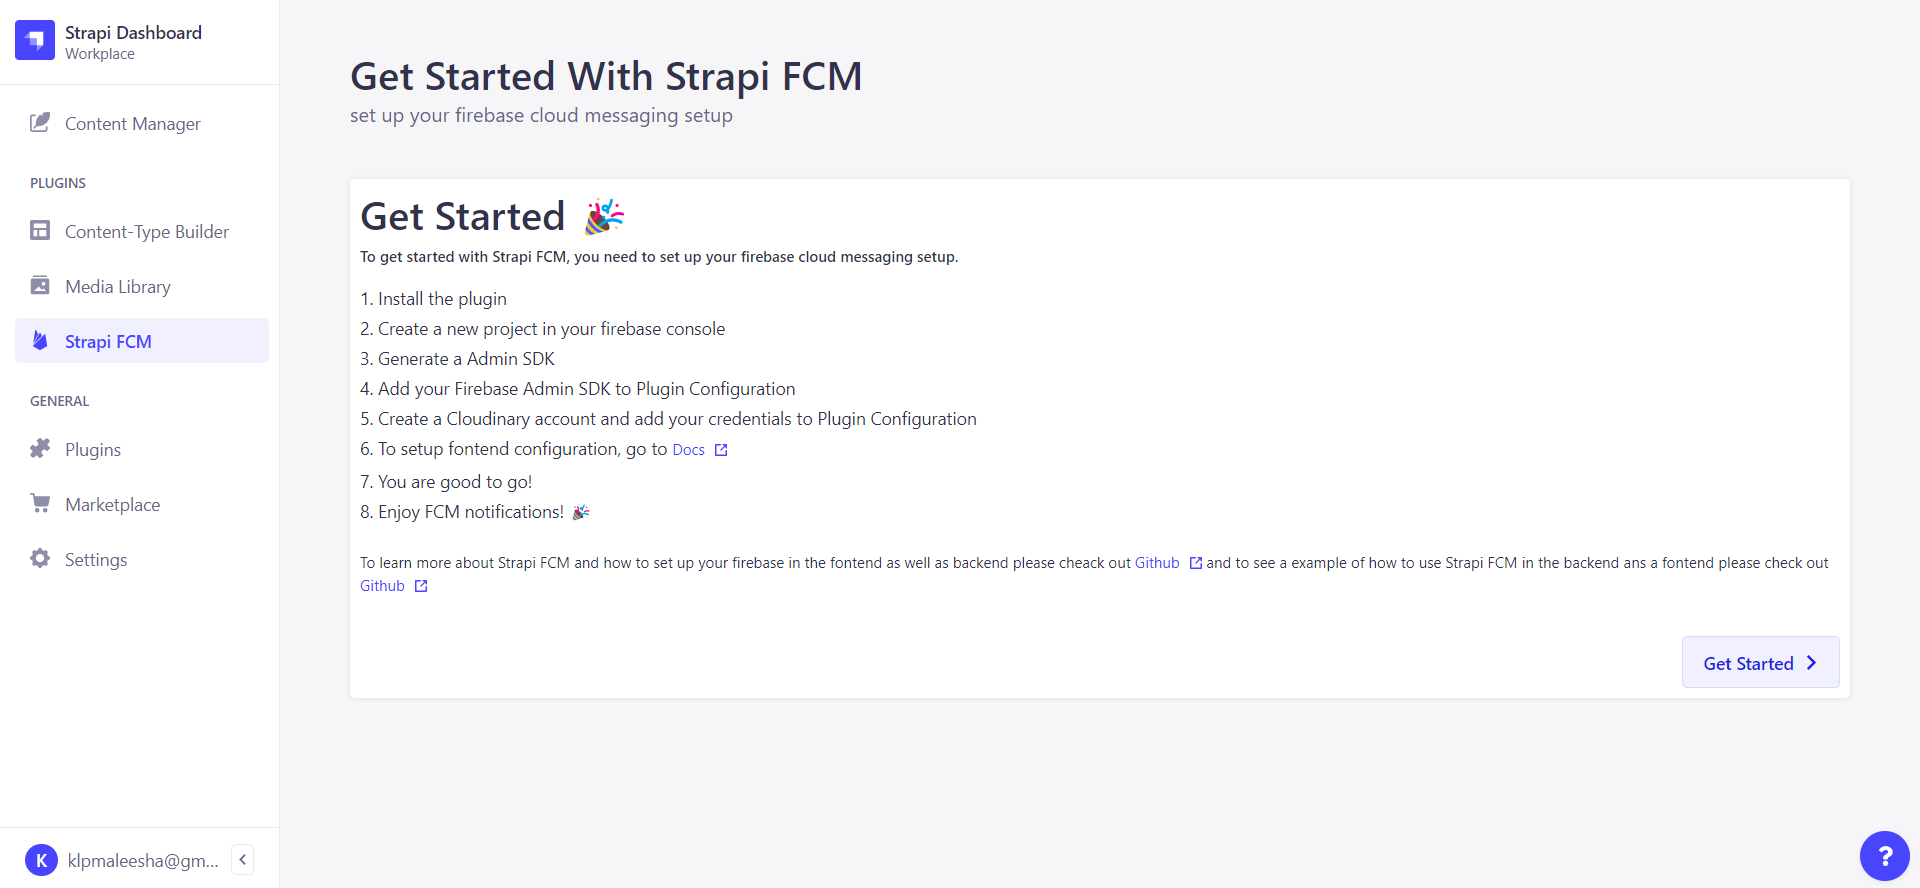 Strapi Dashboard
Workplace
Content Manager
PLUGINS
Content-Type Builder
Media Library
Strapi FCM
GENERAL
Plugins
Marketplace
Settings
K klpmaleesha@gm...
Get Started With Strapi FCM
set up your firebase cloud messaging setup
Get Started 🎉
To get started with Strapi FCM, you need to set up your firebase cloud messaging setup.
1. Install the plugin
2. Create a new project in your firebase console
3. Generate a Admin SDK
4. Add your Firebase Admin SDK to Plugin Configuration
5. Create a Cloudinary account and add your credentials to Plugin Configuration
6. To setup fontend configuration, go to Docs
7. You are good to go!
8. Enjoy FCM notifications! 🎉
To learn more about Strapi FCM and how to set up your firebase in the fontend as well as backend please cheack out Github and to see a example of how to use Strapi FCM in the backend ans a fontend please check out
Github
Get Started
?